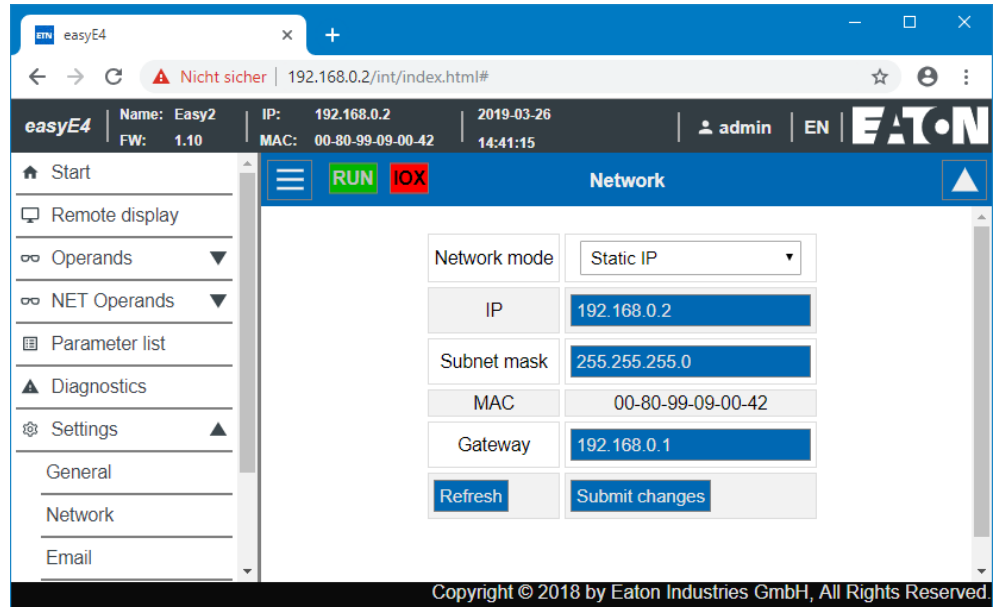 ETN easyE4
Nicht sicher | 192.168.0.2/int/index.html#
easyE4 Name: Easy2 IP: 192.168.0.2 2019-03-26 admin EN EATON
FW: 1.10 MAC: 00-80-99-09-00-42 14:41:15
Start
Remote display
Operands
NET Operands
Parameter list
Diagnostics
Settings
General
Network
Email
RUN IOX Network
Network mode Static IP
IP 192.168.0.2
Subnet mask 255.255.255.0
MAC 00-80-99-09-00-42
Gateway 192.168.0.1
Refresh Submit changes
Copyright © 2018 by Eaton Industries GmbH, All Rights Reserved.